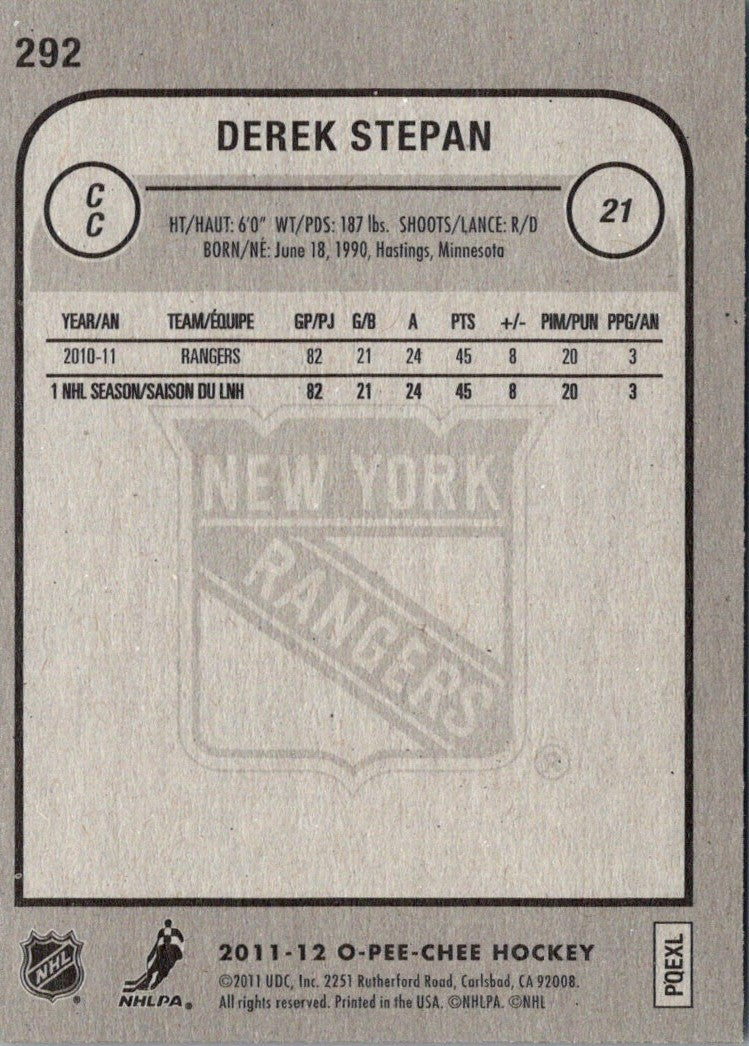 292
DEREK STEPAN
C
C
21
HT/HAUT: 6'0" WT/PDS: 187 lbs. SHOOTS/LANCE: R/D
BORN/NÉ: June 18, 1990, Hastings, Minnesota
YEAR/AN TEAM/ÉQUIPE GP/PJ G/B A PTS +/- PIM/PUN PPG/AN
2010-11 RANGERS 82 21 24 45 8 20 3
1 NHL SEASON/SAISON DU LNH 82 21 24 45 8 20 3
NEW YORK
RANGERS
®
NHL
NHLPA®
2011-12 O-PEE-CHEE HOCKEY
©2011 UDC, Inc. 2251 Rutherford Road, Carlsbad, CA 92008.
All rights reserved. Printed in the USA. ©NHLPA. ©NHL
PQEXL